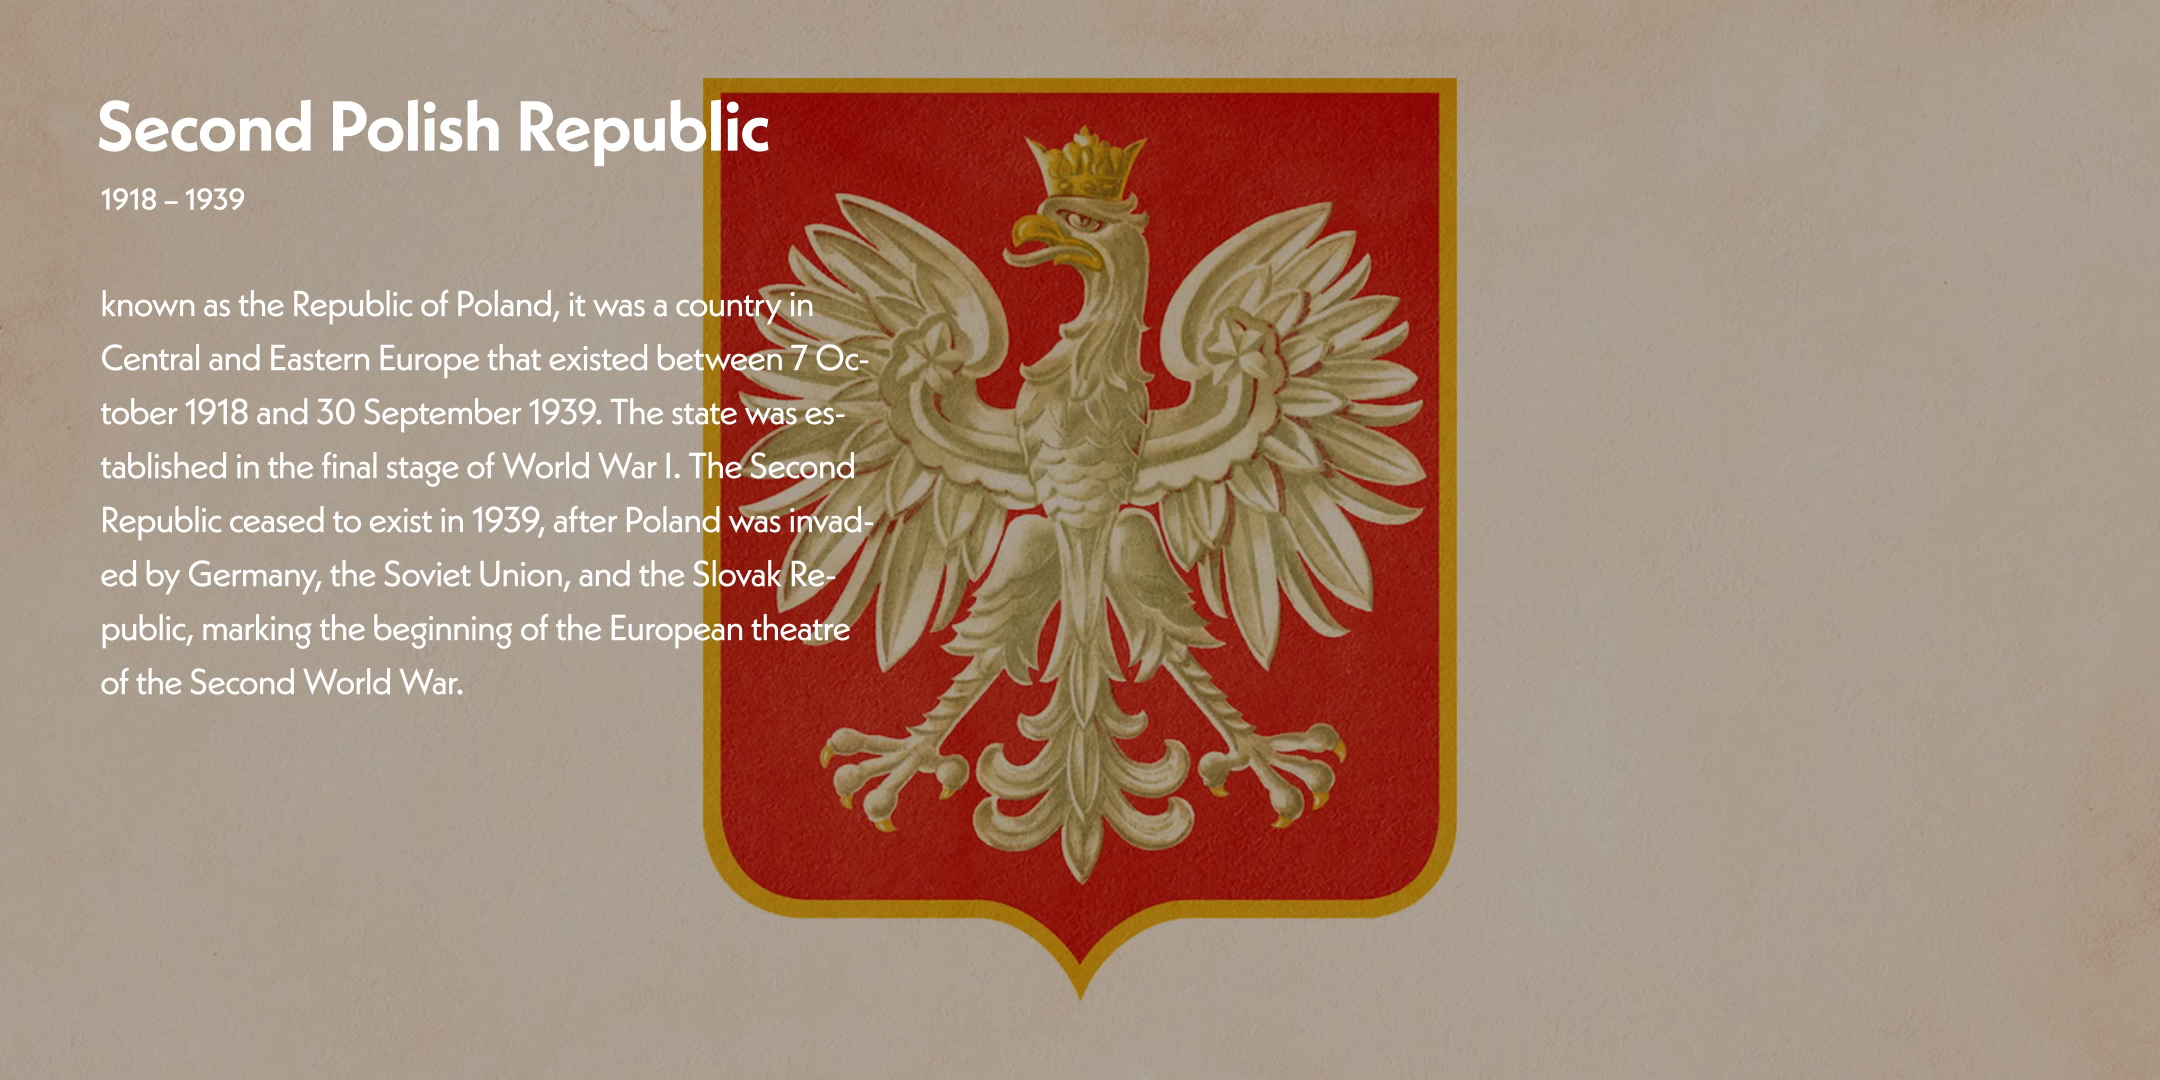 Second Polish Republic
1918 – 1939
known as the Republic of Poland, it was a country in
Central and Eastern Europe that existed between 7 Oc-
tober 1918 and 30 September 1939. The state was es-
tablished in the final stage of World War I. The Second
Republic ceased to exist in 1939, after Poland was invad-
ed by Germany, the Soviet Union, and the Slovak Re-
public, marking the beginning of the European theatre
of the Second World War.